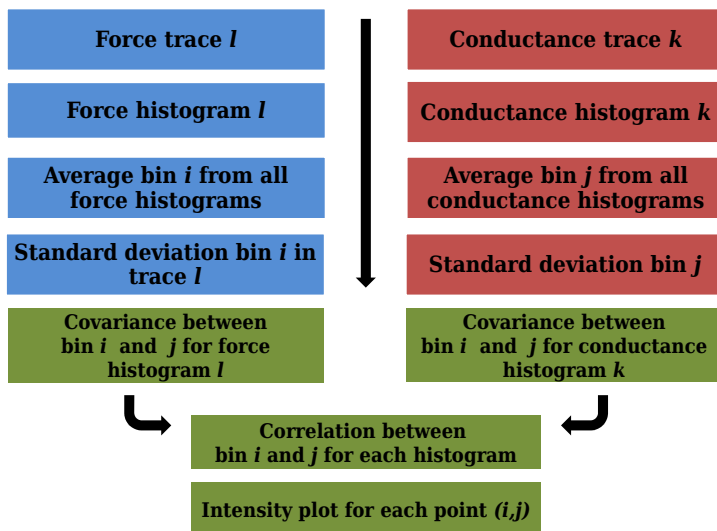 Force trace l
Conductance trace k
Force histogram l
Conductance histogram k
Average bin i from all
force histograms
Average bin j from all
conductance histograms
Standard deviation bin i in
trace l
Standard deviation bin j
Covariance between
bin i and j for force
histogram l
Covariance between
bin i and j for conductance
histogram k
Correlation between
bin i and j for each histogram
Intensity plot for each point (i,j)